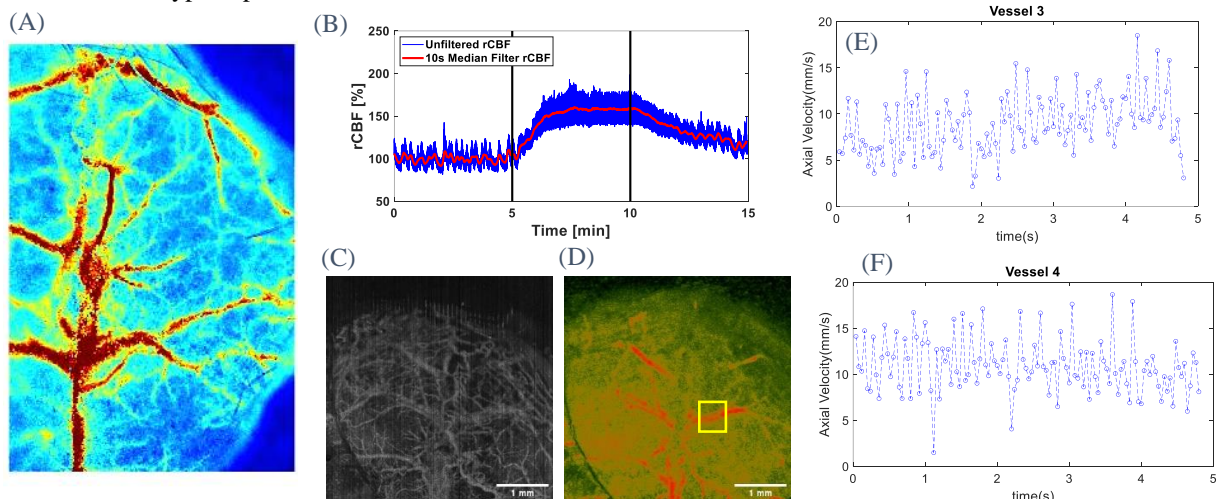 (A)
(B)
250
200
150
100
50
rCBF [%]
Unfiltered rCBF
10s Median Filter rCBF
0
5
10
15
Time [min]
(C)
1 mm
(D)
1 mm
Vessel 3
(E)
20
15
10
5
0
Axial Velocity(mm/s)
0
1
2
3
4
5
time(s)
(F)
Vessel 4
20
15
10
5
0
Axial Velocity(mm/s)
0
1
2
3
4
5
time(s)